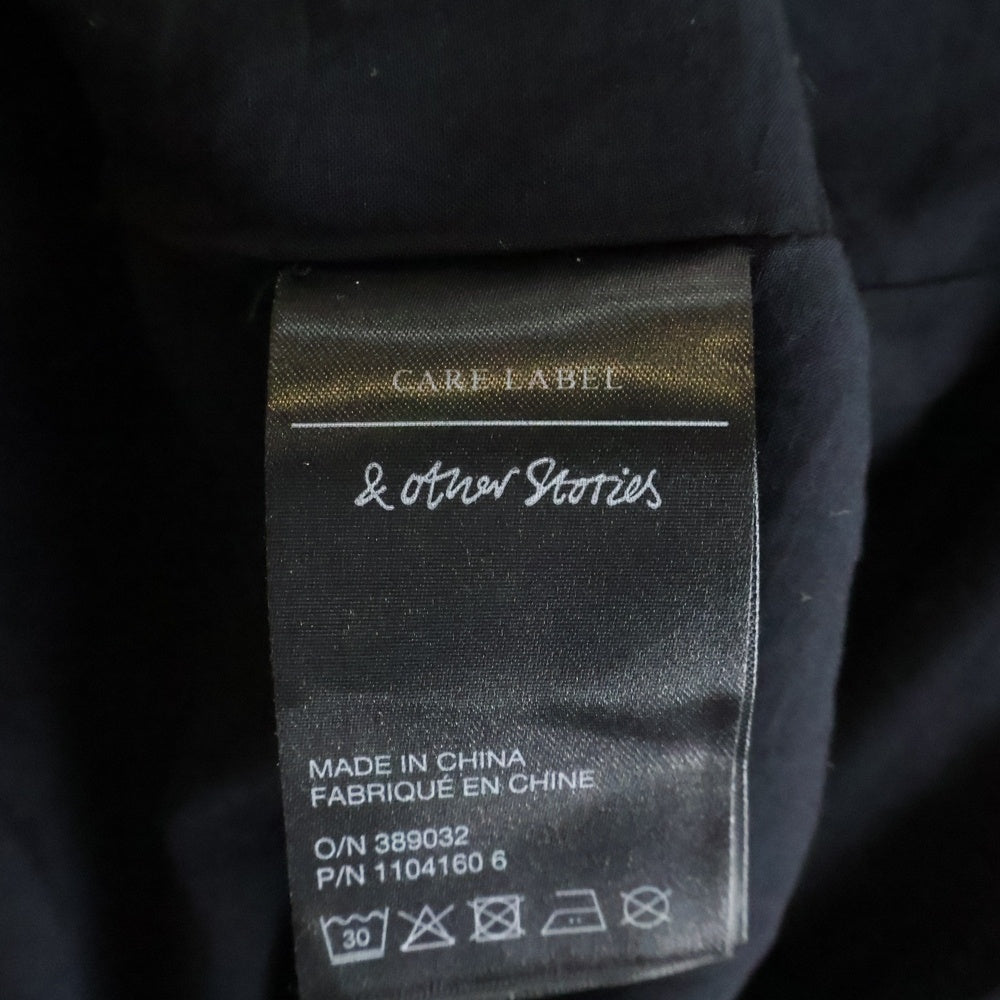 CARE LABEL
& other Stories
MADE IN CHINA
FABRIQUÉ EN CHINE
O/N 389032
P/N 1104160 6
30